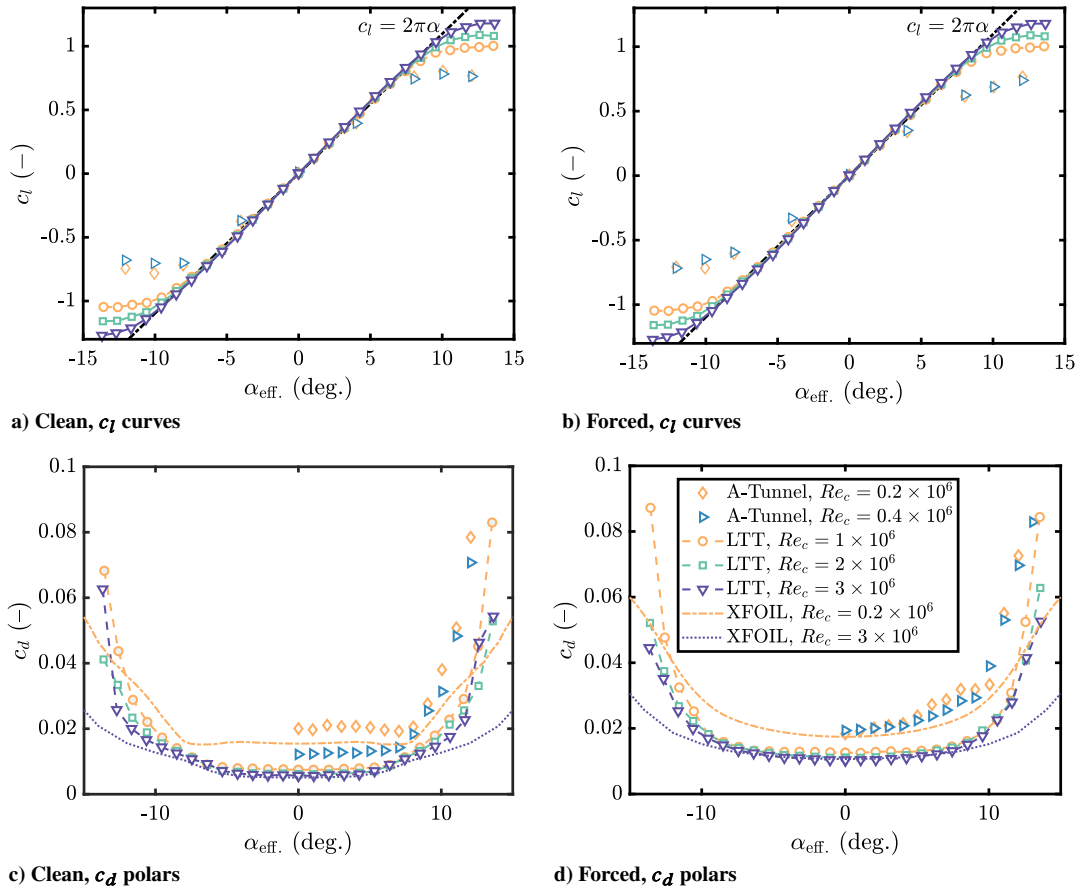 c_l = 2πα
1
0.5
0
-0.5
-1
c_l (−)
-15 -10 -5 0 5 10 15
α_eff. (deg.)
a) Clean, c_l curves
c_l = 2πα
1
0.5
0
-0.5
-1
c_l (−)
-15 -10 -5 0 5 10 15
α_eff. (deg.)
b) Forced, c_l curves
0.1
0.08
0.06
0.04
0.02
0
c_d (−)
-10 0 10
α_eff. (deg.)
c) Clean, c_d polars
0.1
0.08
0.06
0.04
0.02
0
c_d (−)
A-Tunnel, Re_c = 0.2 × 10^6
A-Tunnel, Re_c = 0.4 × 10^6
LTT, Re_c = 1 × 10^6
LTT, Re_c = 2 × 10^6
LTT, Re_c = 3 × 10^6
XFOIL, Re_c = 0.2 × 10^6
XFOIL, Re_c = 3 × 10^6
-10 0 10
α_eff. (deg.)
d) Forced, c_d polars